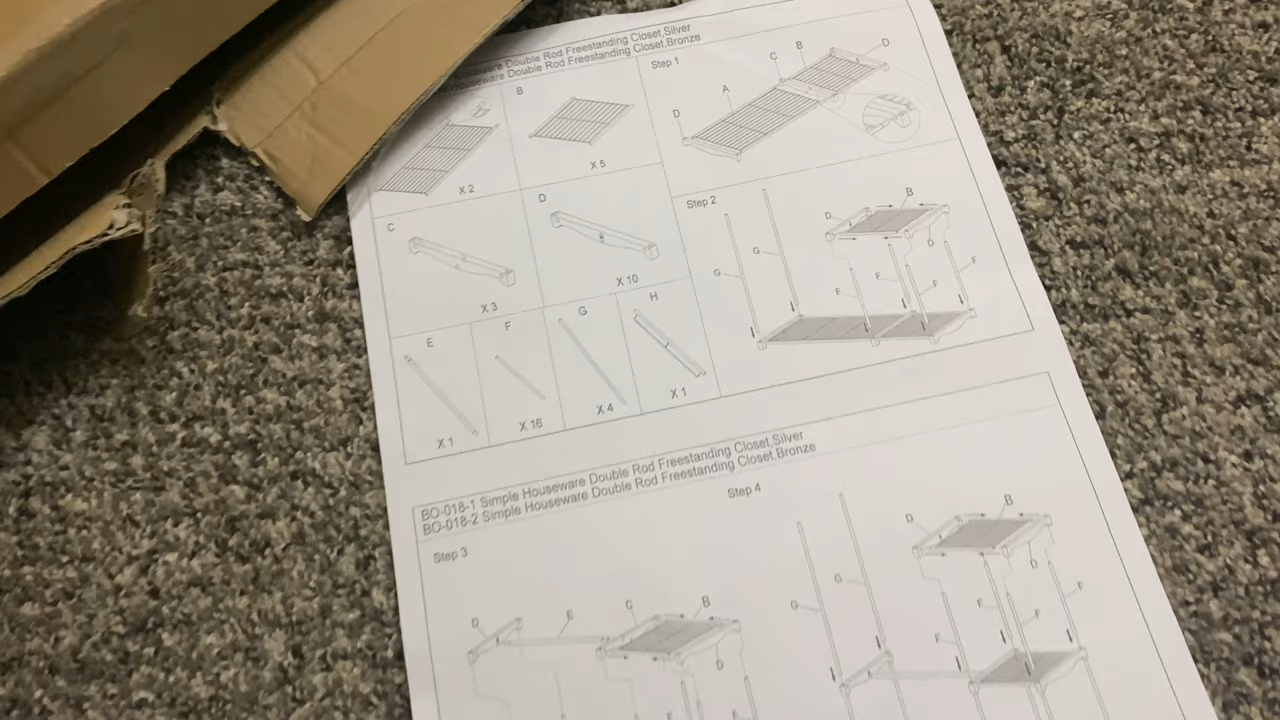 Houseware Double Rod Freestanding Closet,Silver
Houseware Double Rod Freestanding Closet,Bronze
X 2
B
X 5
C
X 3
D
X 10
E
X 1
F
X 16
G
X 4
H
X 1
Step 1
D
A
C
B
D
Step 2
G
G
D
B
D
F
F
F
F
BO-018-1 Simple Houseware Double Rod Freestanding Closet,Silver
BO-018-2 Simple Houseware Double Rod Freestanding Closet,Bronze
Step 3
D
E
C
B
D
Step 4
G
G
D
B
D
F
F
F
F